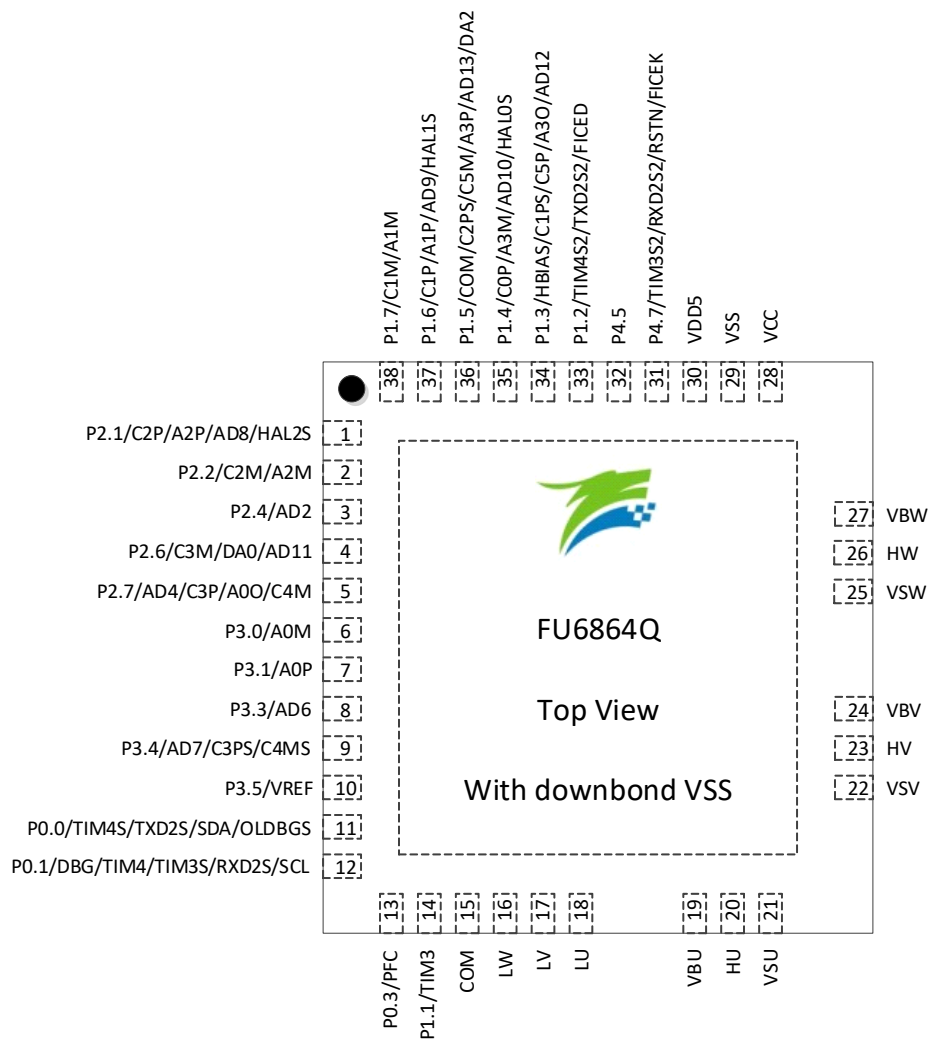 P1.7/C1M/A1M
P1.6/C1P/A1P/AD9/HAL1S
P1.5/COM/C2PS/C5M/A3P/AD13/DA2
P1.4/C0P/A3M/AD10/HAL0S
P1.3/HBIAS/C1PS/C5P/A3O/AD12
P1.2/TIM4S2/TXD2S2/FICED
P4.5
P4.7/TIM3S2/RXD2S2/RSTN/FICEK
VDD5
VSS
VCC
38
37
36
35
34
33
32
31
30
29
28
P2.1/C2P/A2P/AD8/HAL2S 1
P2.2/C2M/A2M 2
P2.4/AD2 3
P2.6/C3M/DA0/AD11 4
P2.7/AD4/C3P/A0O/C4M 5
P3.0/A0M 6
P3.1/A0P 7
P3.3/AD6 8
P3.4/AD7/C3PS/C4MS 9
P3.5/VREF 10
P0.0/TIM4S/TXD2S/SDA/OLDBGS 11
P0.1/DBG/TIM4/TIM3S/RXD2S/SCL 12
FU6864Q
Top View
With downbond VSS
27 VBW
26 HW
25 VSW
24 VBV
23 HV
22 VSV
13
14
15
16
17
18
19
20
21
P0.3/PFC
P1.1/TIM3
COM
LW
LV
LU
VBU
HU
VSU